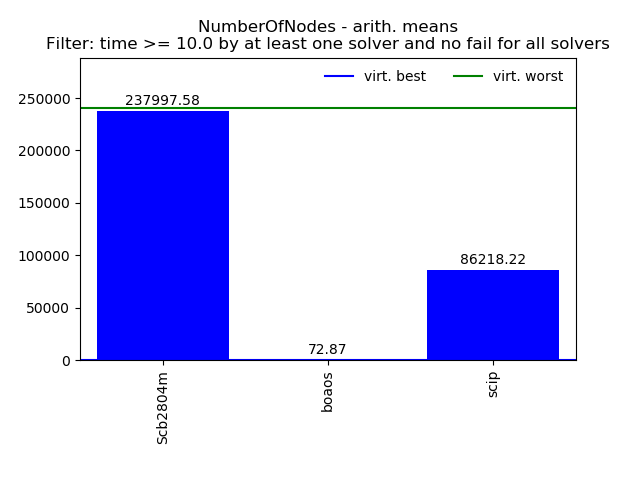 NumberOfNodes - arith. means
Filter: time >= 10.0 by at least one solver and no fail for all solvers
virt. best
virt. worst
250000
200000
150000
100000
50000
0
237997.58
72.87
86218.22
Scb2804m
boaos
scip